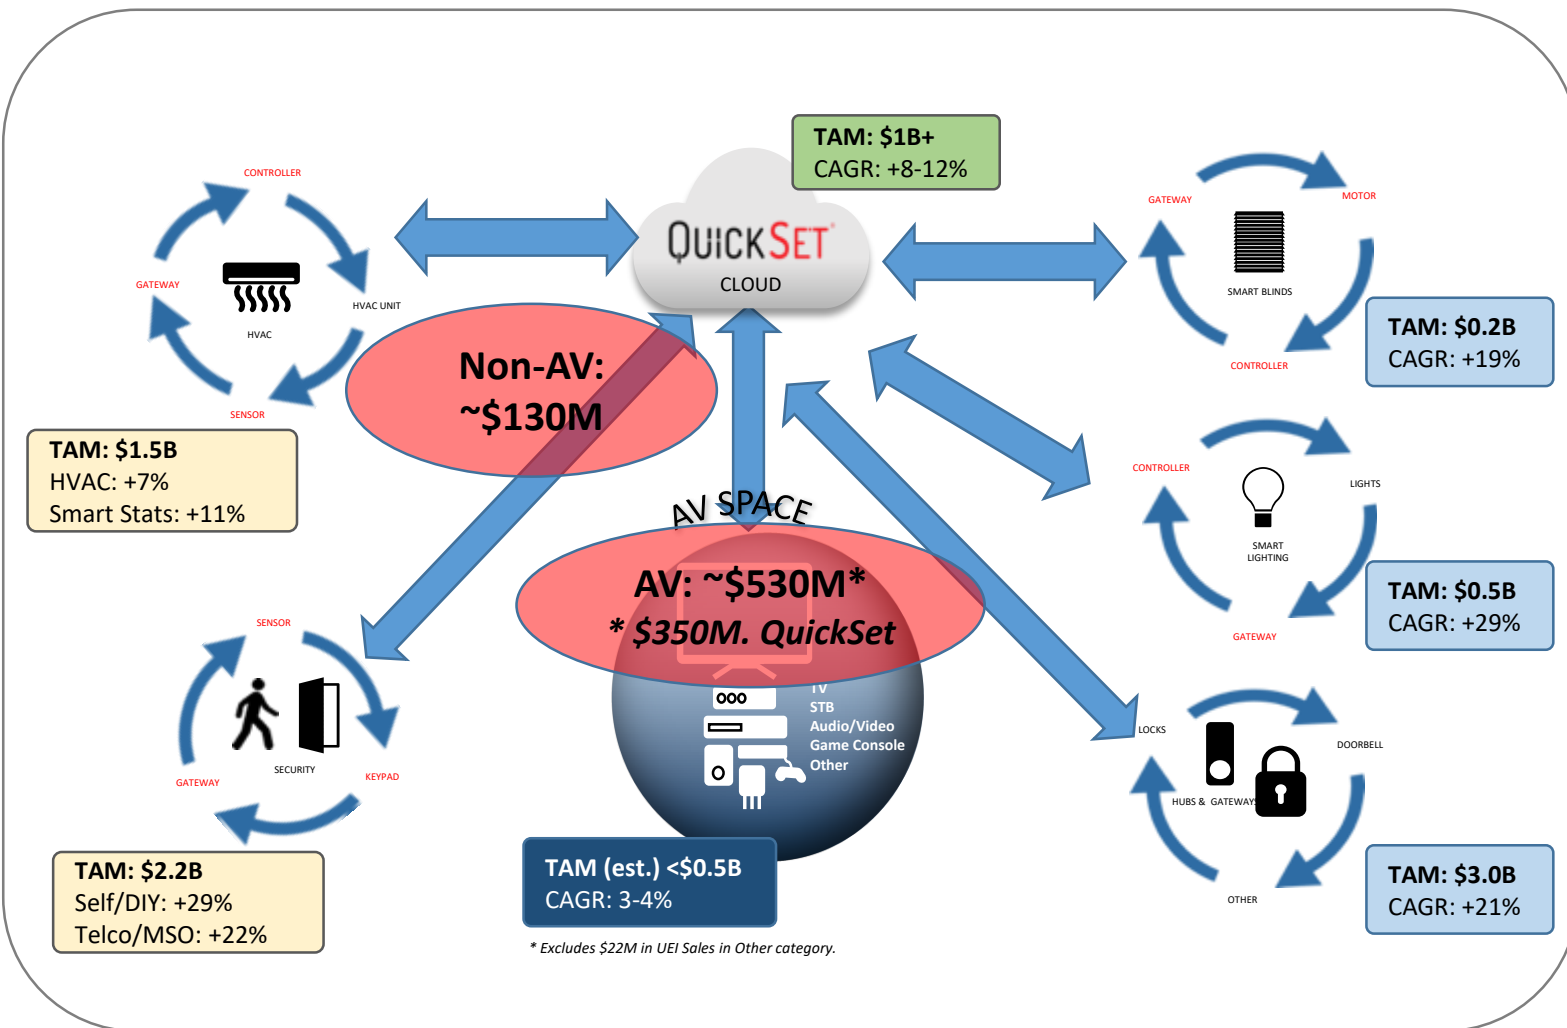 TAM: $1B+
CAGR: +8-12%
QUICKSET®
CLOUD
CONTROLLER
GATEWAY
HVAC UNIT
HVAC
SENSOR
TAM: $1.5B
HVAC: +7%
Smart Stats: +11%
Non-AV:
~$130M
GATEWAY
MOTOR
SMART BLINDS
CONTROLLER
TAM: $0.2B
CAGR: +19%
CONTROLLER
LIGHTS
SMART
LIGHTING
GATEWAY
TAM: $0.5B
CAGR: +29%
AV SPACE
AV: ~$530M*
* $350M. QuickSet
TV
STB
Audio/Video
Game Console
Other
TAM (est.) <$0.5B
CAGR: 3-4%
* Excludes $22M in UEI Sales in Other category.
SENSOR
SECURITY
GATEWAY
KEYPAD
TAM: $2.2B
Self/DIY: +29%
Telco/MSO: +22%
LOCKS
DOORBELL
HUBS & GATEWAYS
OTHER
TAM: $3.0B
CAGR: +21%